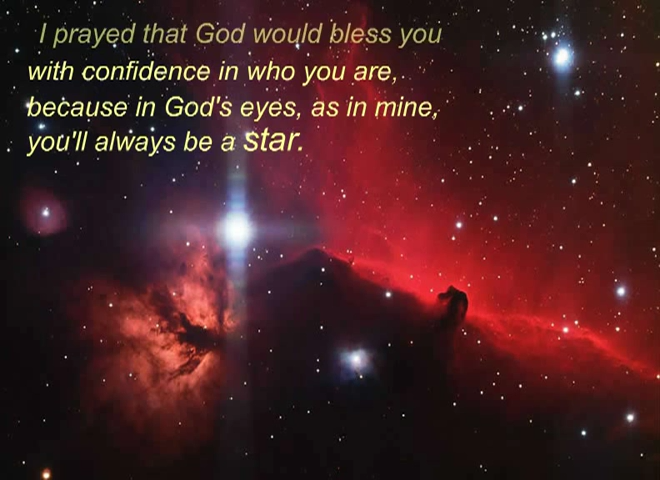 I prayed that God would bless you
with confidence in who you are,
because in God's eyes, as in mine,
you'll always be a star.